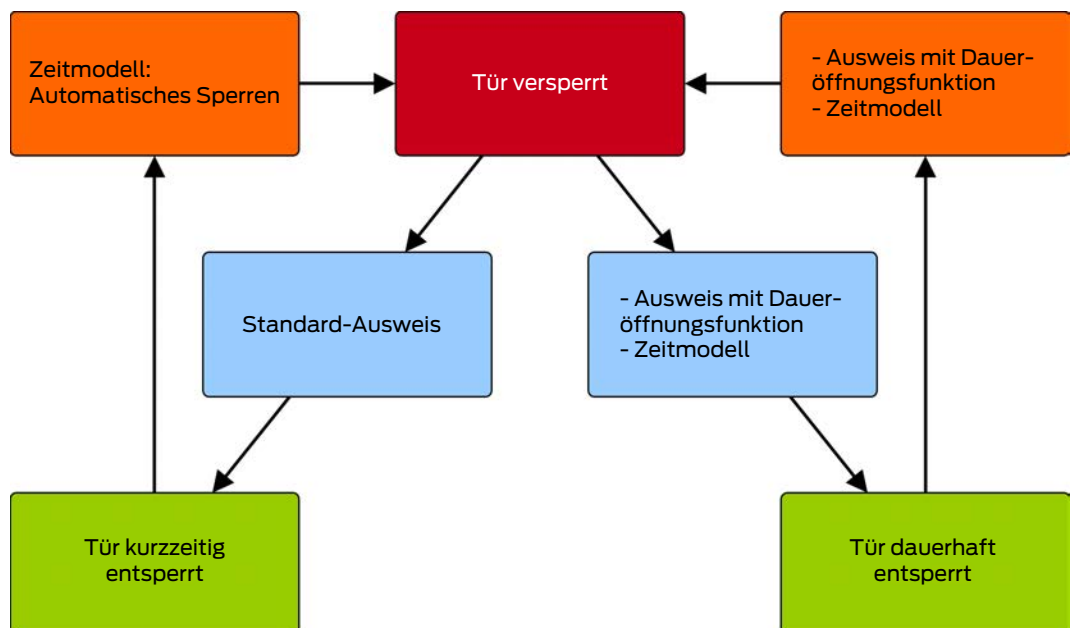 Zeitmodell:
Automatisches Sperren
Tür versperrt
- Ausweis mit Dauer-
öffnungsfunktion
- Zeitmodell
Standard-Ausweis
- Ausweis mit Dauer-
öffnungsfunktion
- Zeitmodell
Tür kurzzeitig
entsperrt
Tür dauerhaft
entsperrt